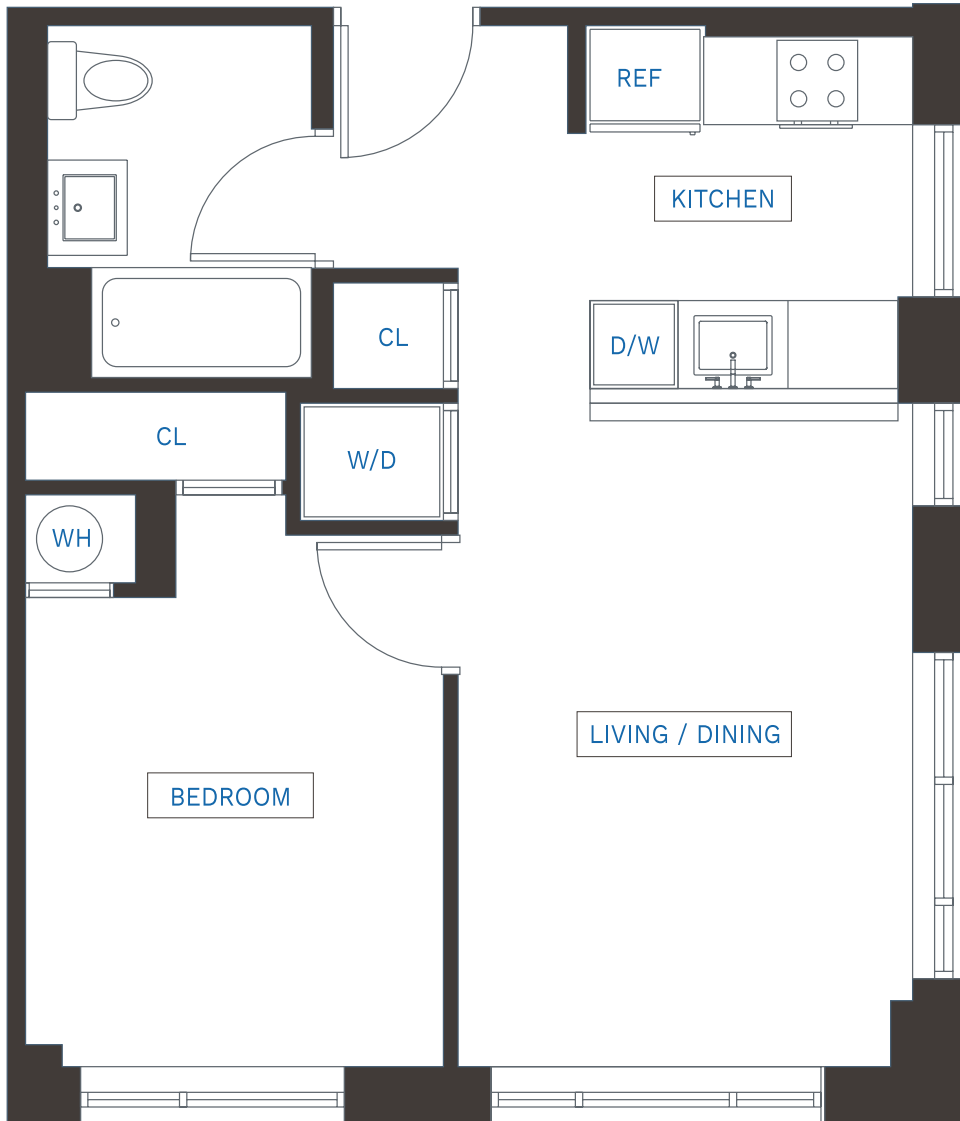 REF
KITCHEN
CL
D/W
CL
W/D
WH
LIVING / DINING
BEDROOM